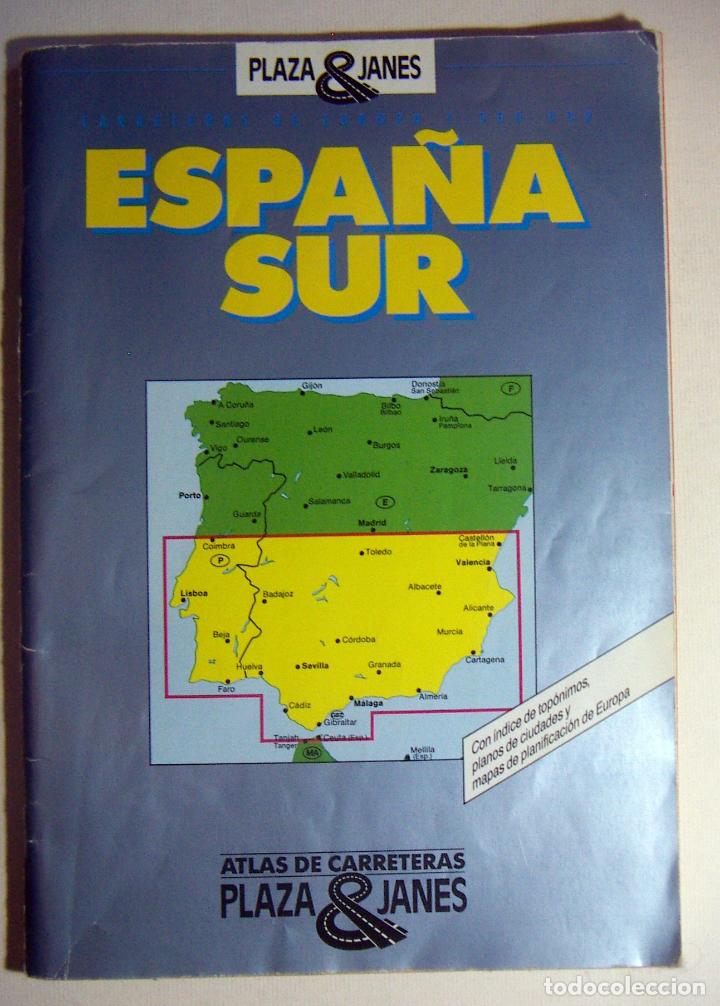 PLAZA & JANES
ESPAÑA
SUR
Gijón
Donostia
San Sebastián
F
A Coruña
Bilbo
Bilbao
Santiago
León
Iruña
Pamplona
Ourense
Burgos
Vigo
Lleida
Valladolid
Zaragoza
Tarragona
Porto
Salamanca
E
Guarda
Madrid
Castellón
de la Plana
Coimbra
P
Toledo
Valencia
Lisboa
Badajoz
Albacete
Alicante
Beja
Córdoba
Murcia
Huelva
Sevilla
Granada
Cartagena
Faro
Almería
Cádiz
Málaga
GBZ
Gibraltar
Tanjah
Tanger
Ceuta (Esp.)
MA
Melilla
(Esp.)
Con índice de topónimos,
planos de ciudades y
mapas de planificación de Europa
ATLAS DE CARRETERAS
PLAZA & JANES
todocoleccion